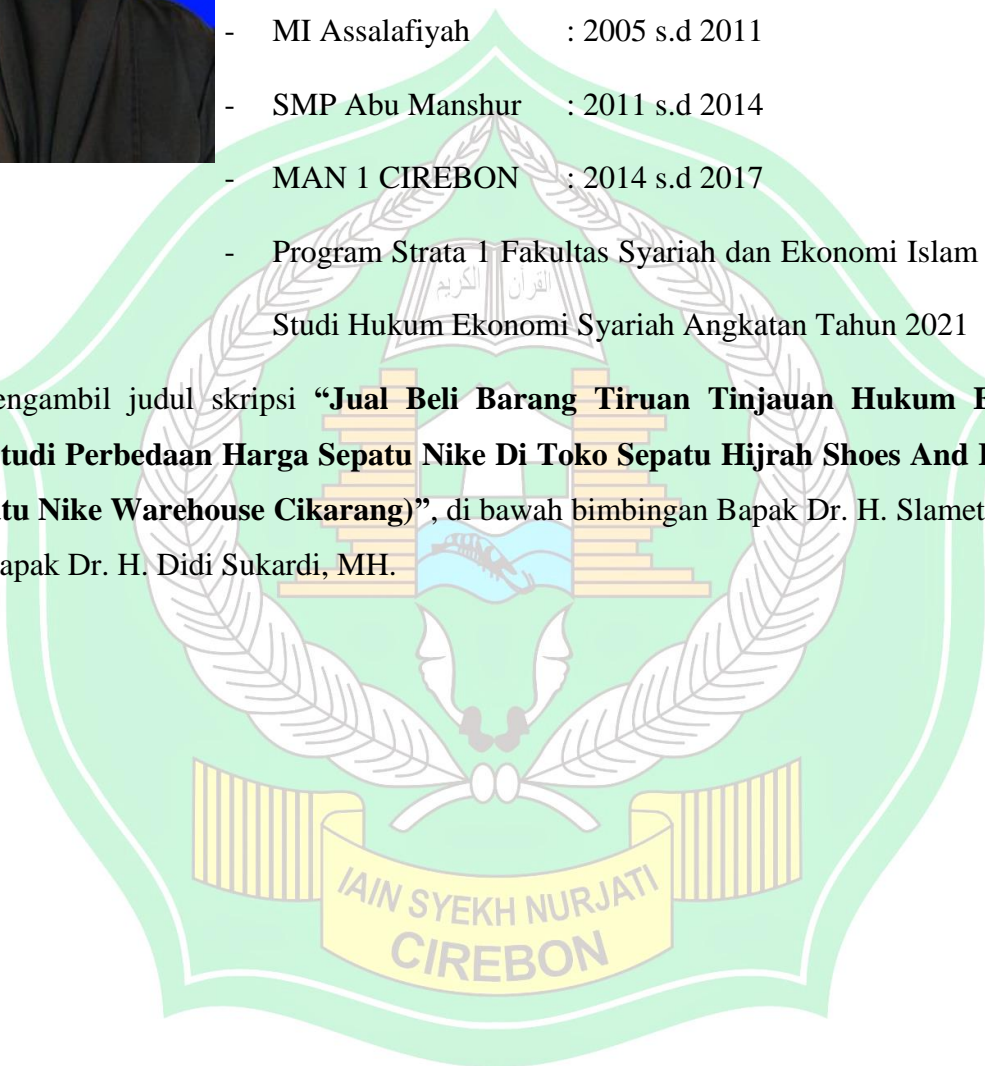 - MI Assalafiyah : 2005 s.d 2011
- SMP Abu Manshur : 2011 s.d 2014
- MAN 1 CIREBON : 2014 s.d 2017
- Program Strata 1 Fakultas Syariah dan Ekonomi Islam
القرآن الكريم
Studi Hukum Ekonomi Syariah Angkatan Tahun 2021
engambil judul skripsi “Jual Beli Barang Tiruan Tinjauan Hukum E
tudi Perbedaan Harga Sepatu Nike Di Toko Sepatu Hijrah Shoes And
tu Nike Warehouse Cikarang)”, di bawah bimbingan Bapak Dr. H. Slamet
apak Dr. H. Didi Sukardi, MH.
IAIN SYEKH NURJATI
CIREBON